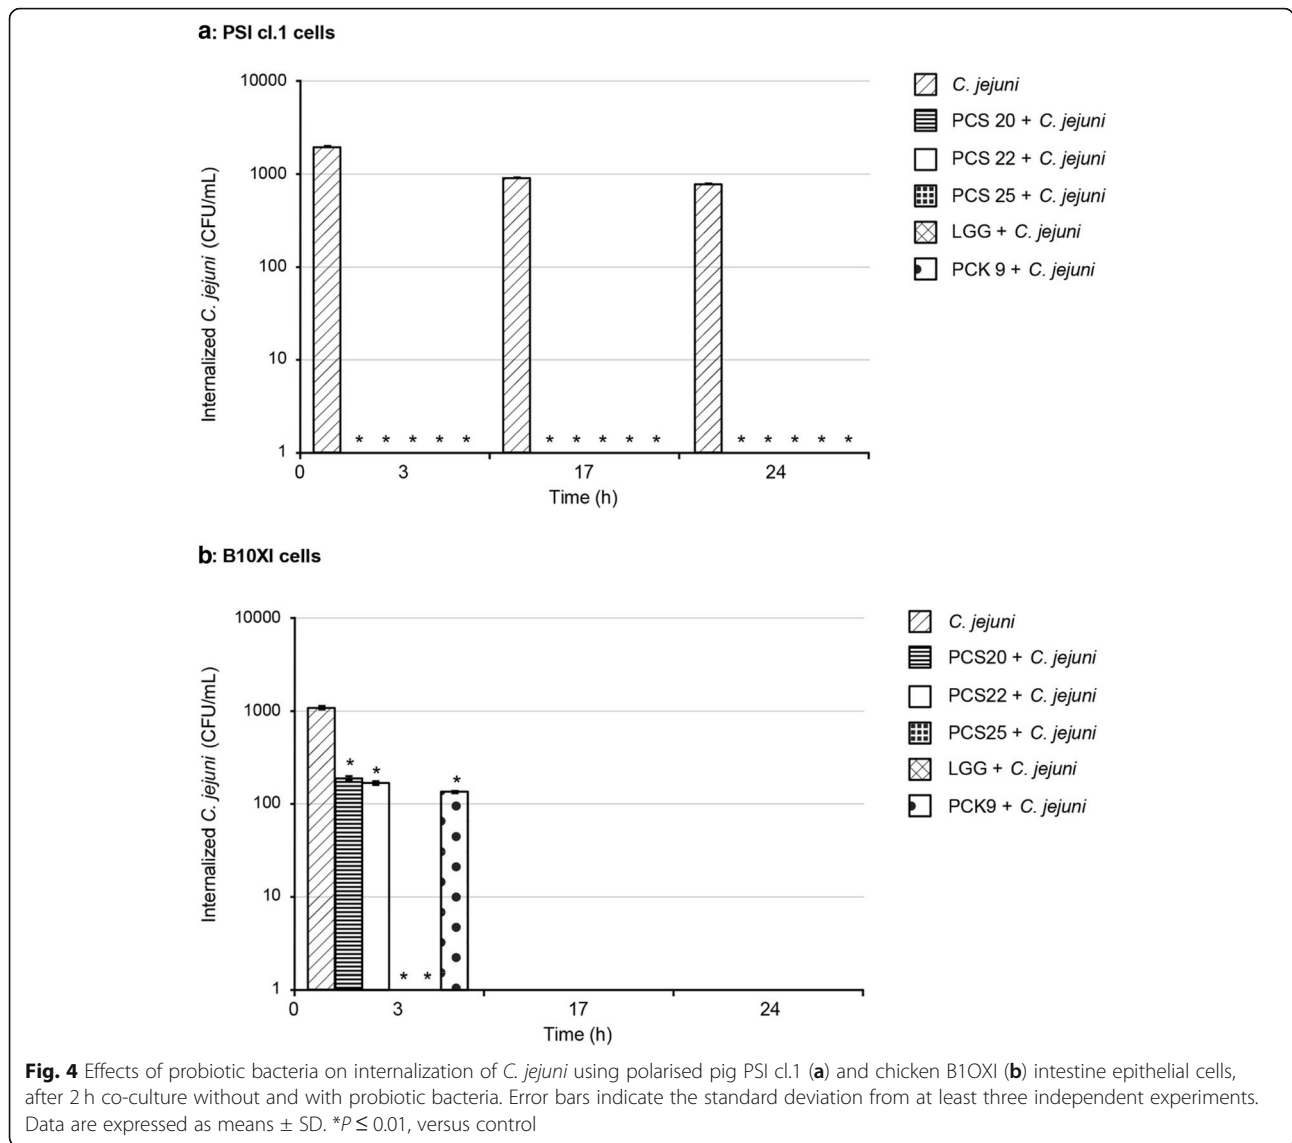 a: PSI cl.1 cells
Internalized C. jejuni (CFU/mL)
10000
1000
100
10
1
* * * * *
* * * * *
* * * * *
0 3 17 24
Time (h)
C. jejuni
PCS 20 + C. jejuni
PCS 22 + C. jejuni
PCS 25 + C. jejuni
LGG + C. jejuni
PCK 9 + C. jejuni
b: B10XI cells
Internalized C. jejuni (CFU/mL)
10000
1000
100
10
1
* * * * *
0 3 17 24
Time (h)
C. jejuni
PCS20 + C. jejuni
PCS22 + C. jejuni
PCS25 + C. jejuni
LGG + C. jejuni
PCK9 + C. jejuni
Fig. 4 Effects of probiotic bacteria on internalization of C. jejuni using polarised pig PSI cl.1 (a) and chicken B1OXI (b) intestine epithelial cells,
after 2 h co-culture without and with probiotic bacteria. Error bars indicate the standard deviation from at least three independent experiments.
Data are expressed as means ± SD. *P ≤ 0.01, versus control